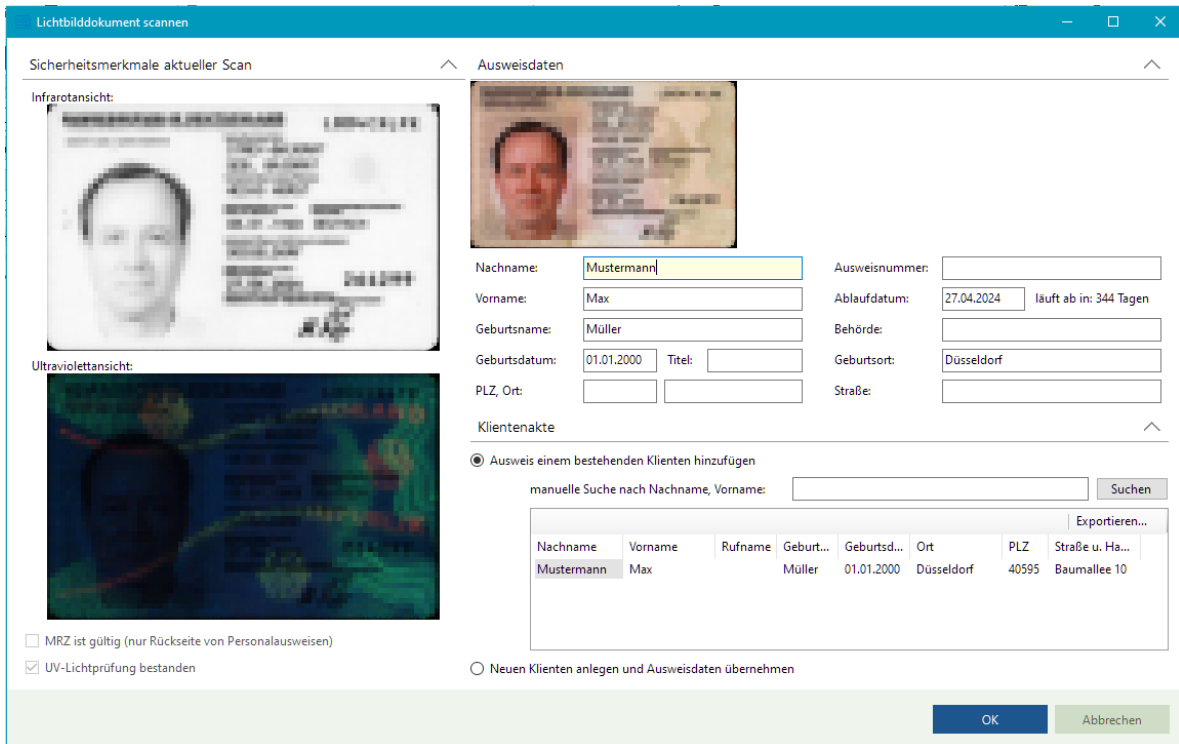 Lichtbilddokument scannen
Sicherheitsmerkmale aktueller Scan
Infrarotansicht:
Ultraviolettansicht:
MRZ ist gültig (nur Rückseite von Personalausweisen)
UV-Lichtprüfung bestanden
Ausweisdaten
Nachname: Mustermann Ausweisnummer:
Vorname: Max Ablaufdatum: 27.04.2024 läuft ab in: 344 Tagen
Geburtsname: Müller Behörde:
Geburtsdatum: 01.01.2000 Titel: Geburtsort: Düsseldorf
PLZ, Ort: Straße:
Klientenakte
Ausweis einem bestehenden Klienten hinzufügen
manuelle Suche nach Nachname, Vorname: Suchen
Exportieren...
Nachname Vorname Rufname Geburt... Geburtsd... Ort PLZ Straße u. Ha...
Mustermann Max Müller 01.01.2000 Düsseldorf 40595 Baumallee 10
Neuen Klienten anlegen und Ausweisdaten übernehmen
OK Abbrechen